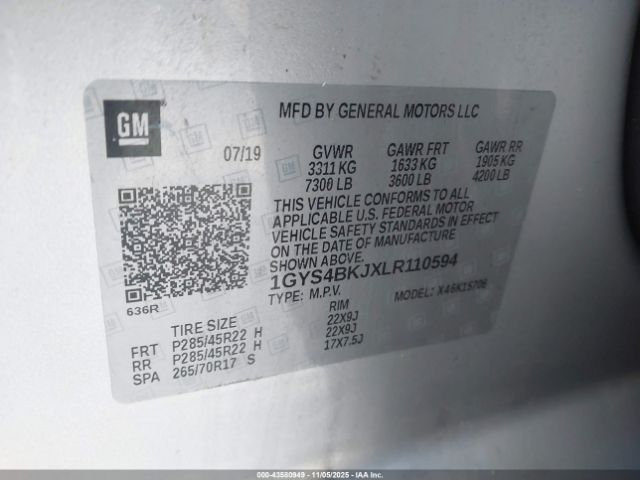 GM
MFD BY GENERAL MOTORS LLC
07/19
GVWR GAWR FRT GAWR RR
3311 KG 1633 KG 1905 KG
7300 LB 3600 LB 4200 LB
THIS VEHICLE CONFORMS TO ALL
APPLICABLE U.S. FEDERAL MOTOR
VEHICLE SAFETY STANDARDS IN EFFECT
ON THE DATE OF MANUFACTURE
SHOWN ABOVE.
1GYS4BKJXLR110594
TYPE: M.P.V. MODEL: X46K15706
636R
TIRE SIZE RIM
FRT P285/45R22 H 22X9J
RR P285/45R22 H 22X9J
SPA 265/70R17 S 17X7.5J
000-43580949 - 11/05/2025 - IAA Inc.